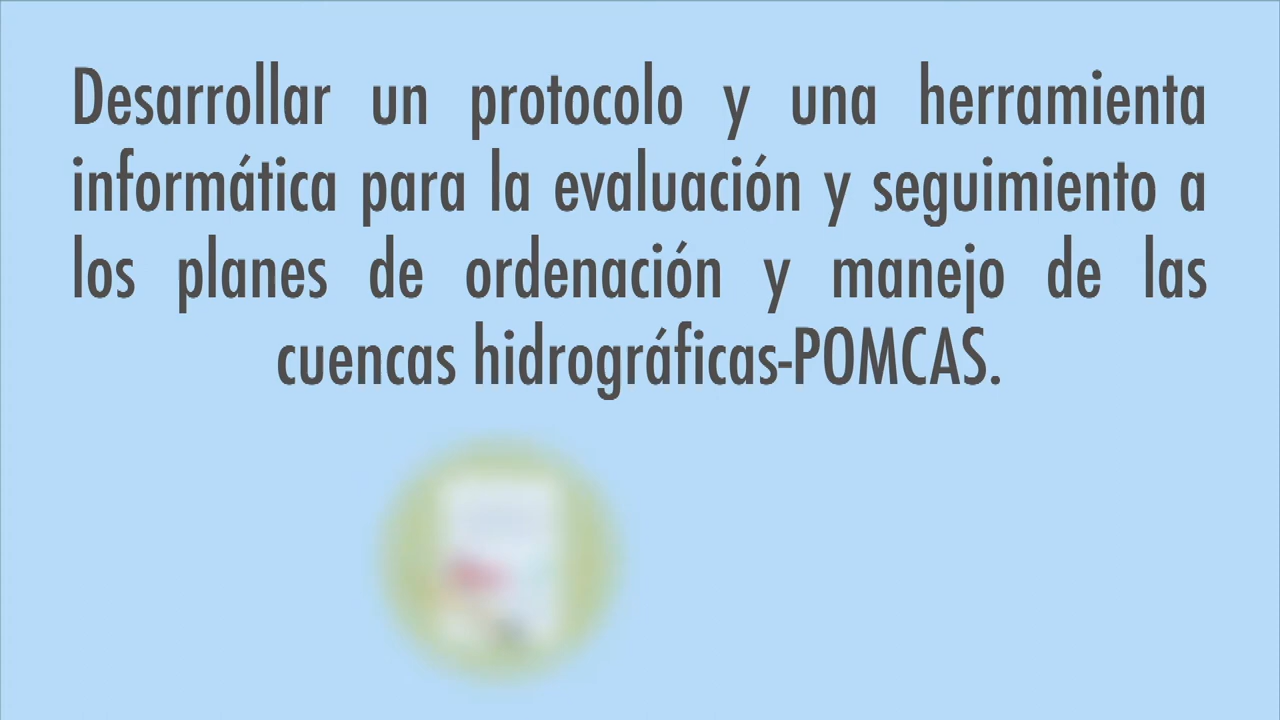 Desarrollar un protocolo y una herramienta
informática para la evaluación y seguimiento a
los planes de ordenación y manejo de las
cuencas hidrográficas-POMCAS.